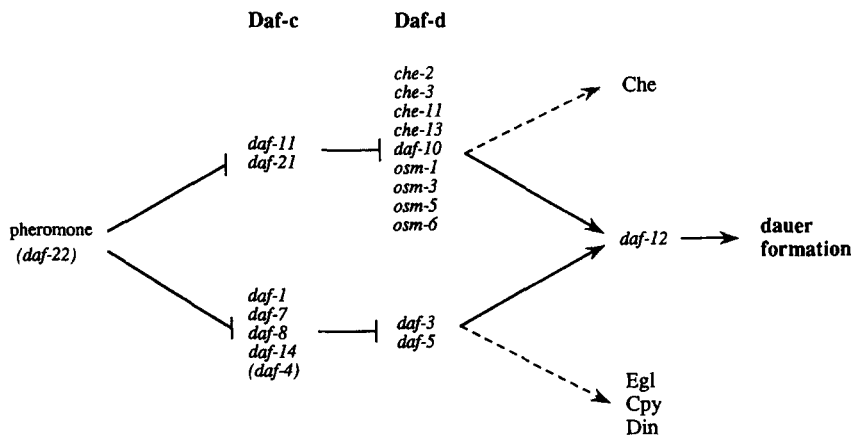 Daf-c
Daf-d
che-2
che-3
che-11
che-13
daf-10
osm-1
osm-3
osm-5
osm-6
Che
daf-11
daf-21
pheromone
(daf-22)
daf-12
dauer
formation
daf-1
daf-7
daf-8
daf-14
(daf-4)
daf-3
daf-5
Egl
Cpy
Din